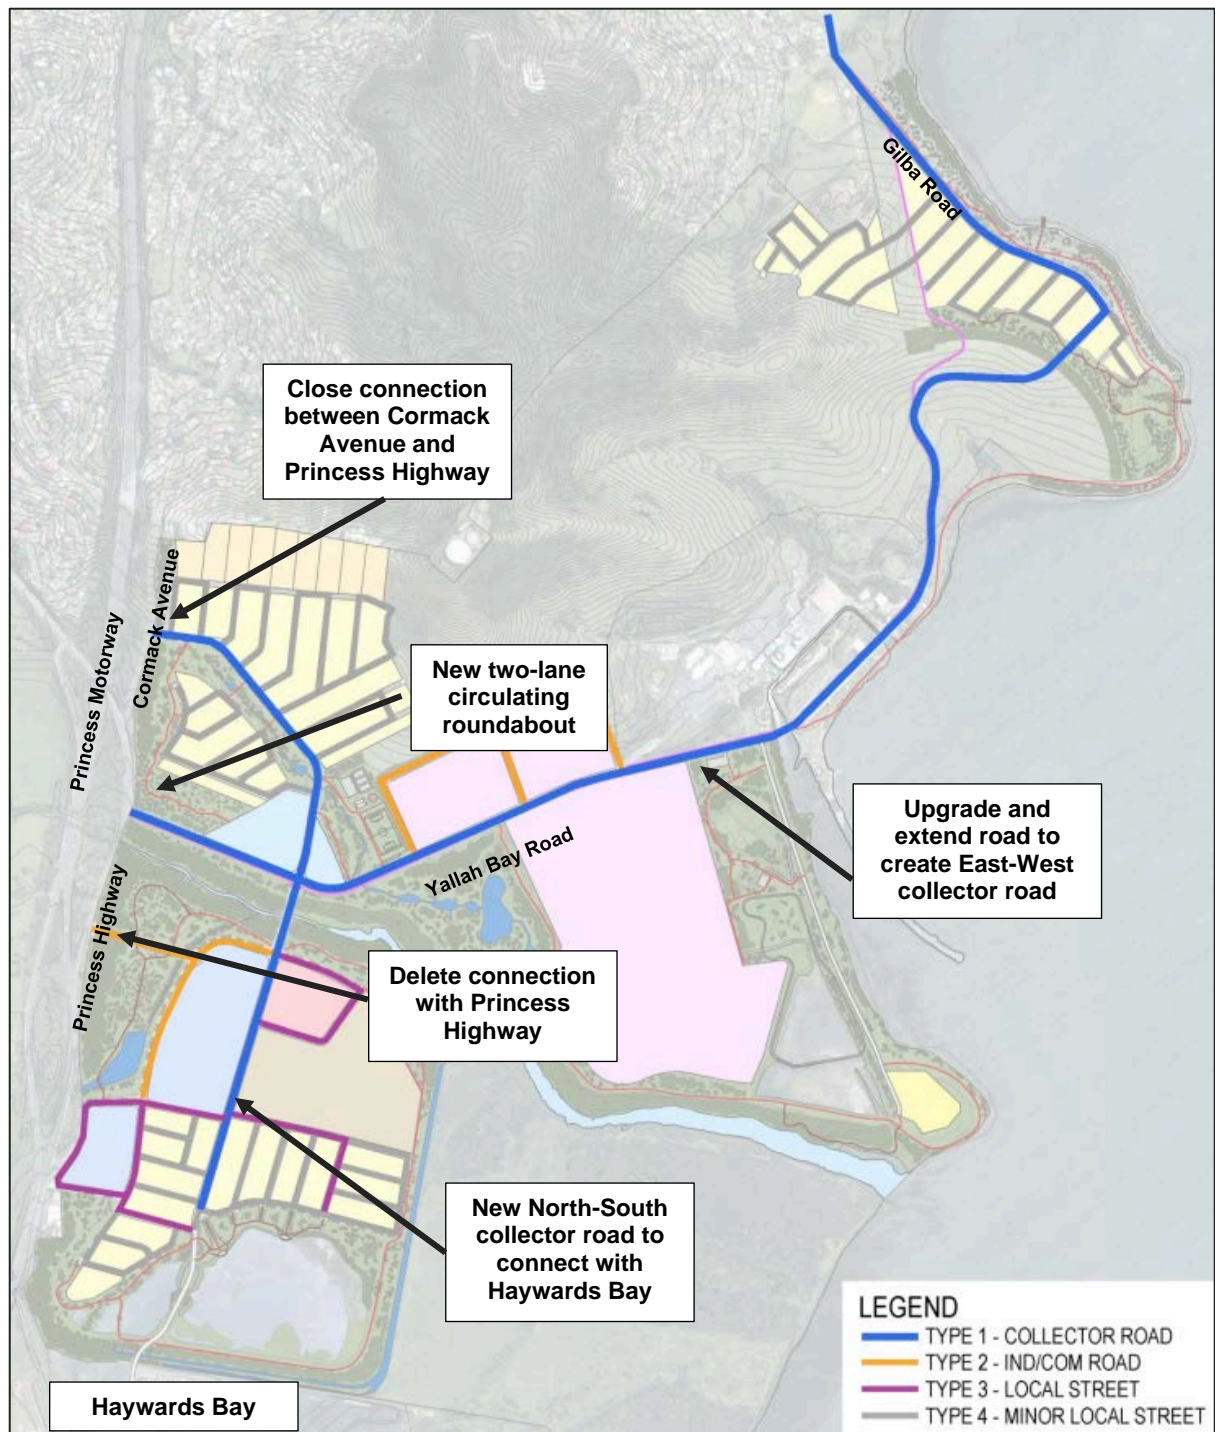 Gilba Road
Close connection
between Cormack
Avenue and
Princess Highway
Cormack Avenue
Princess Motorway
New two-lane
circulating
roundabout
Upgrade and
extend road to
create East-West
collector road
Yallah Bay Road
Princess Highway
Delete connection
with Princess
Highway
New North-South
collector road to
connect with
Haywards Bay
Haywards Bay
LEGEND
TYPE 1 - COLLECTOR ROAD
TYPE 2 - IND/COM ROAD
TYPE 3 - LOCAL STREET
TYPE 4 - MINOR LOCAL STREET